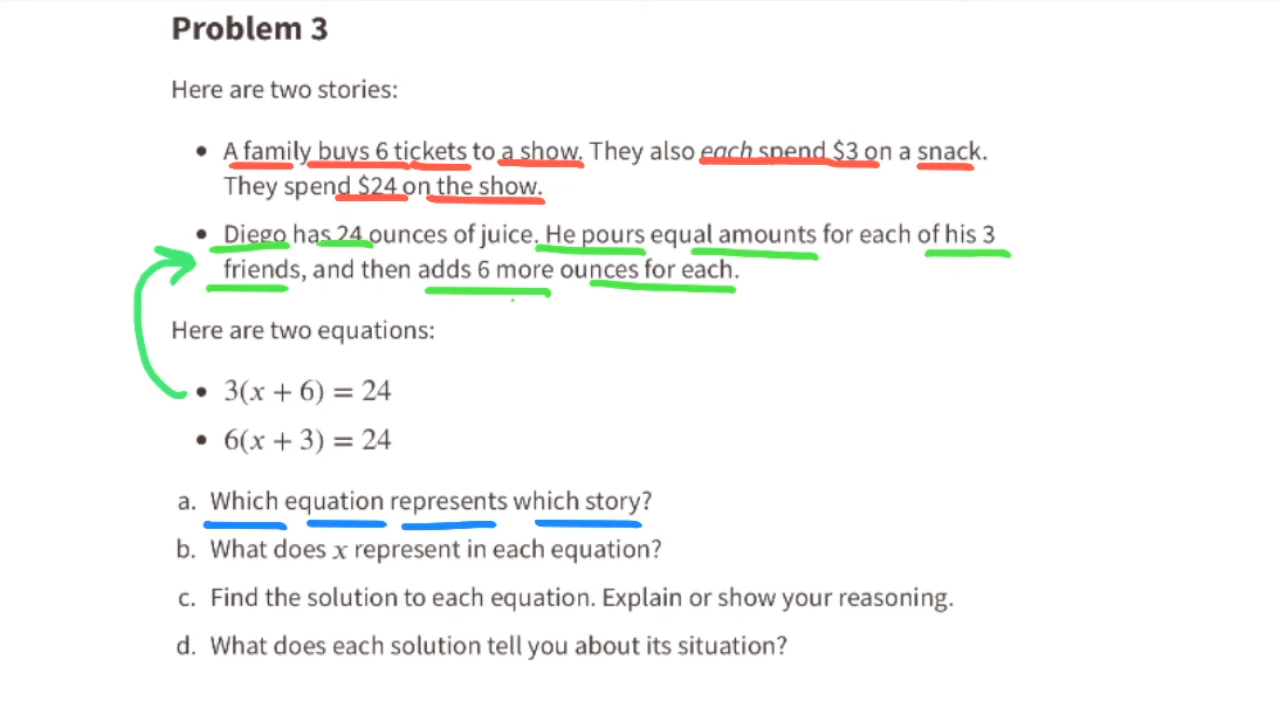 Problem 3
Here are two stories:
• A family buys 6 tickets to a show. They also each spend $3 on a snack.
They spend $24 on the show.
• Diego has 24 ounces of juice. He pours equal amounts for each of his 3
friends, and then adds 6 more ounces for each.
Here are two equations:
• 3(x + 6) = 24
• 6(x + 3) = 24
a. Which equation represents which story?
b. What does x represent in each equation?
c. Find the solution to each equation. Explain or show your reasoning.
d. What does each solution tell you about its situation?